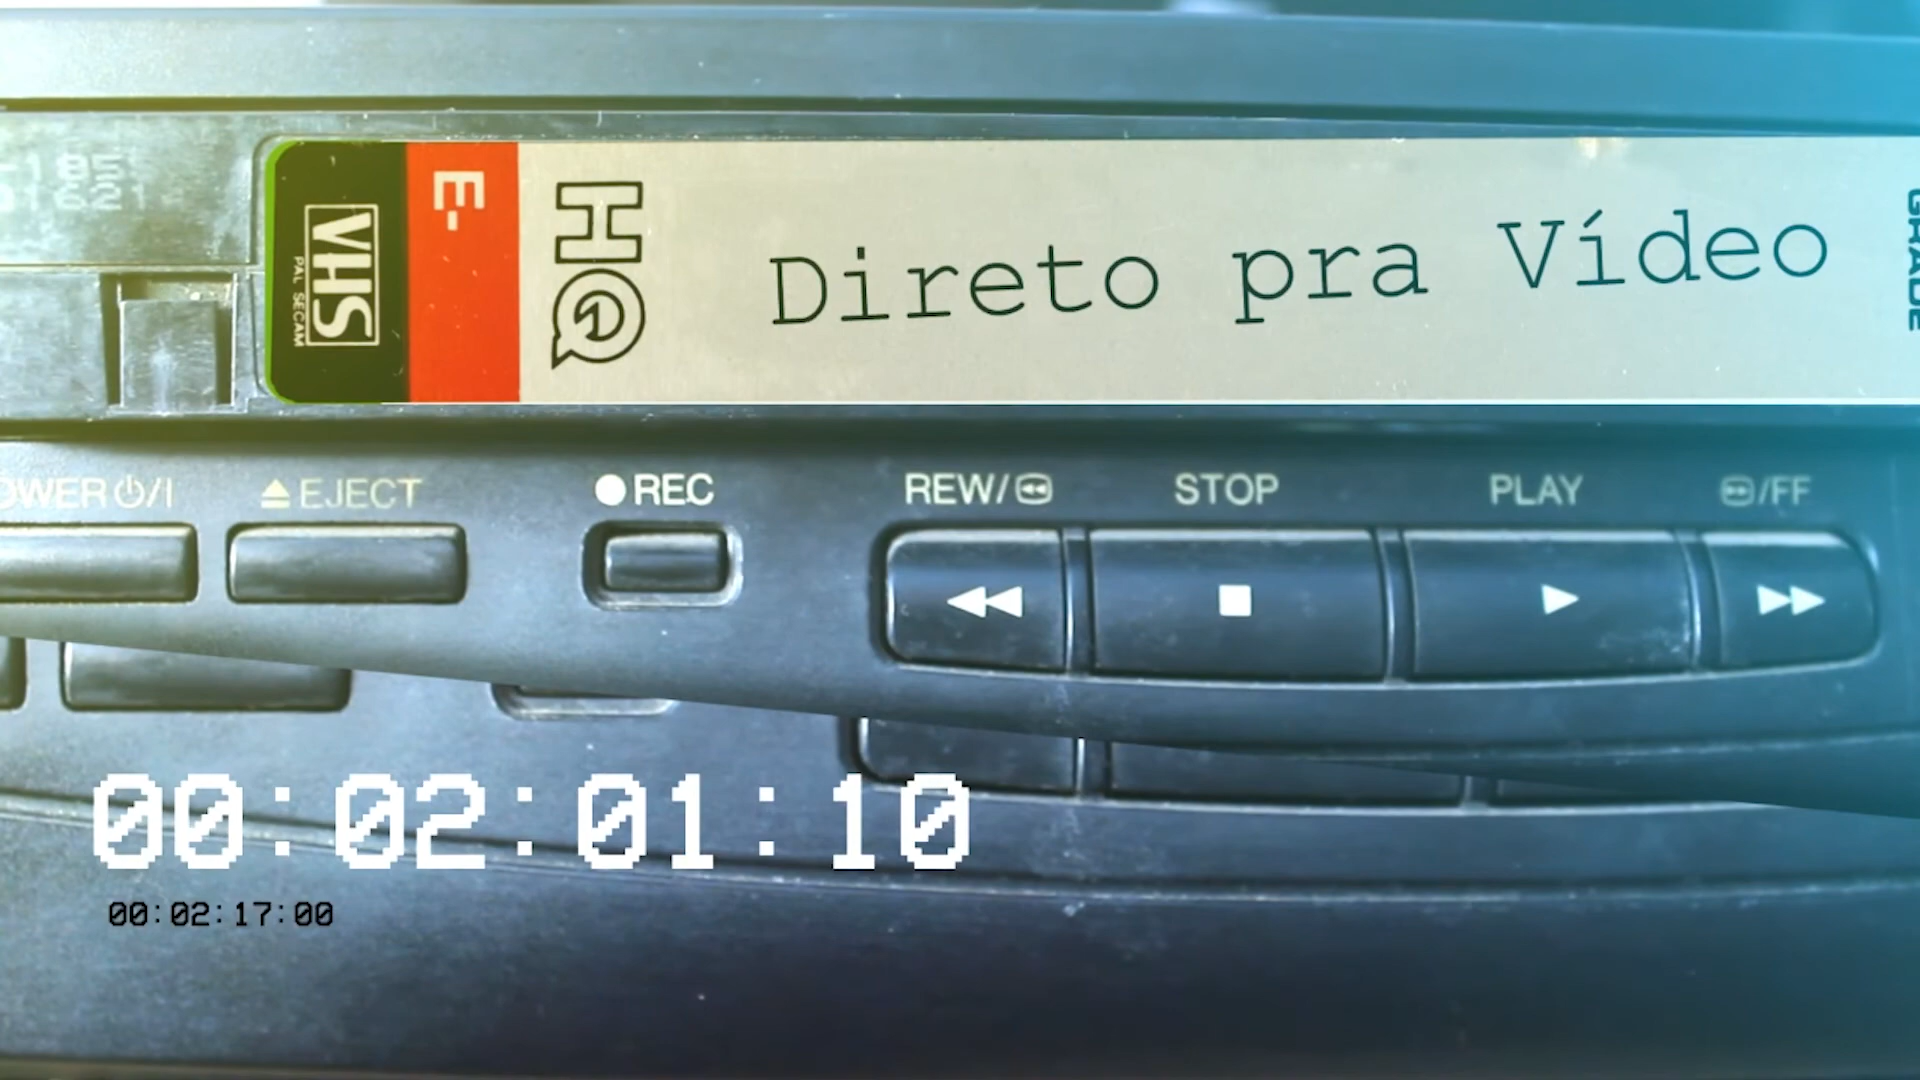 VHS
PAL SECAM
E-
HQ
Direto pra Vídeo
GRADE
POWER /I
EJECT
REC
REW/
STOP
PLAY
/FF
00:02:01:10
00:02:17:00